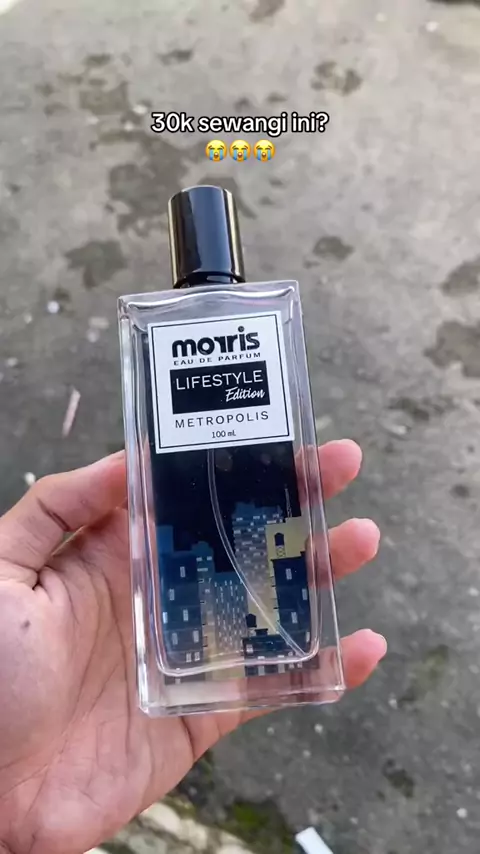 30k sewangi ini?
😭😭😭
morris
EAU DE PARFUM
LIFESTYLE
Edition
METROPOLIS
100 mL